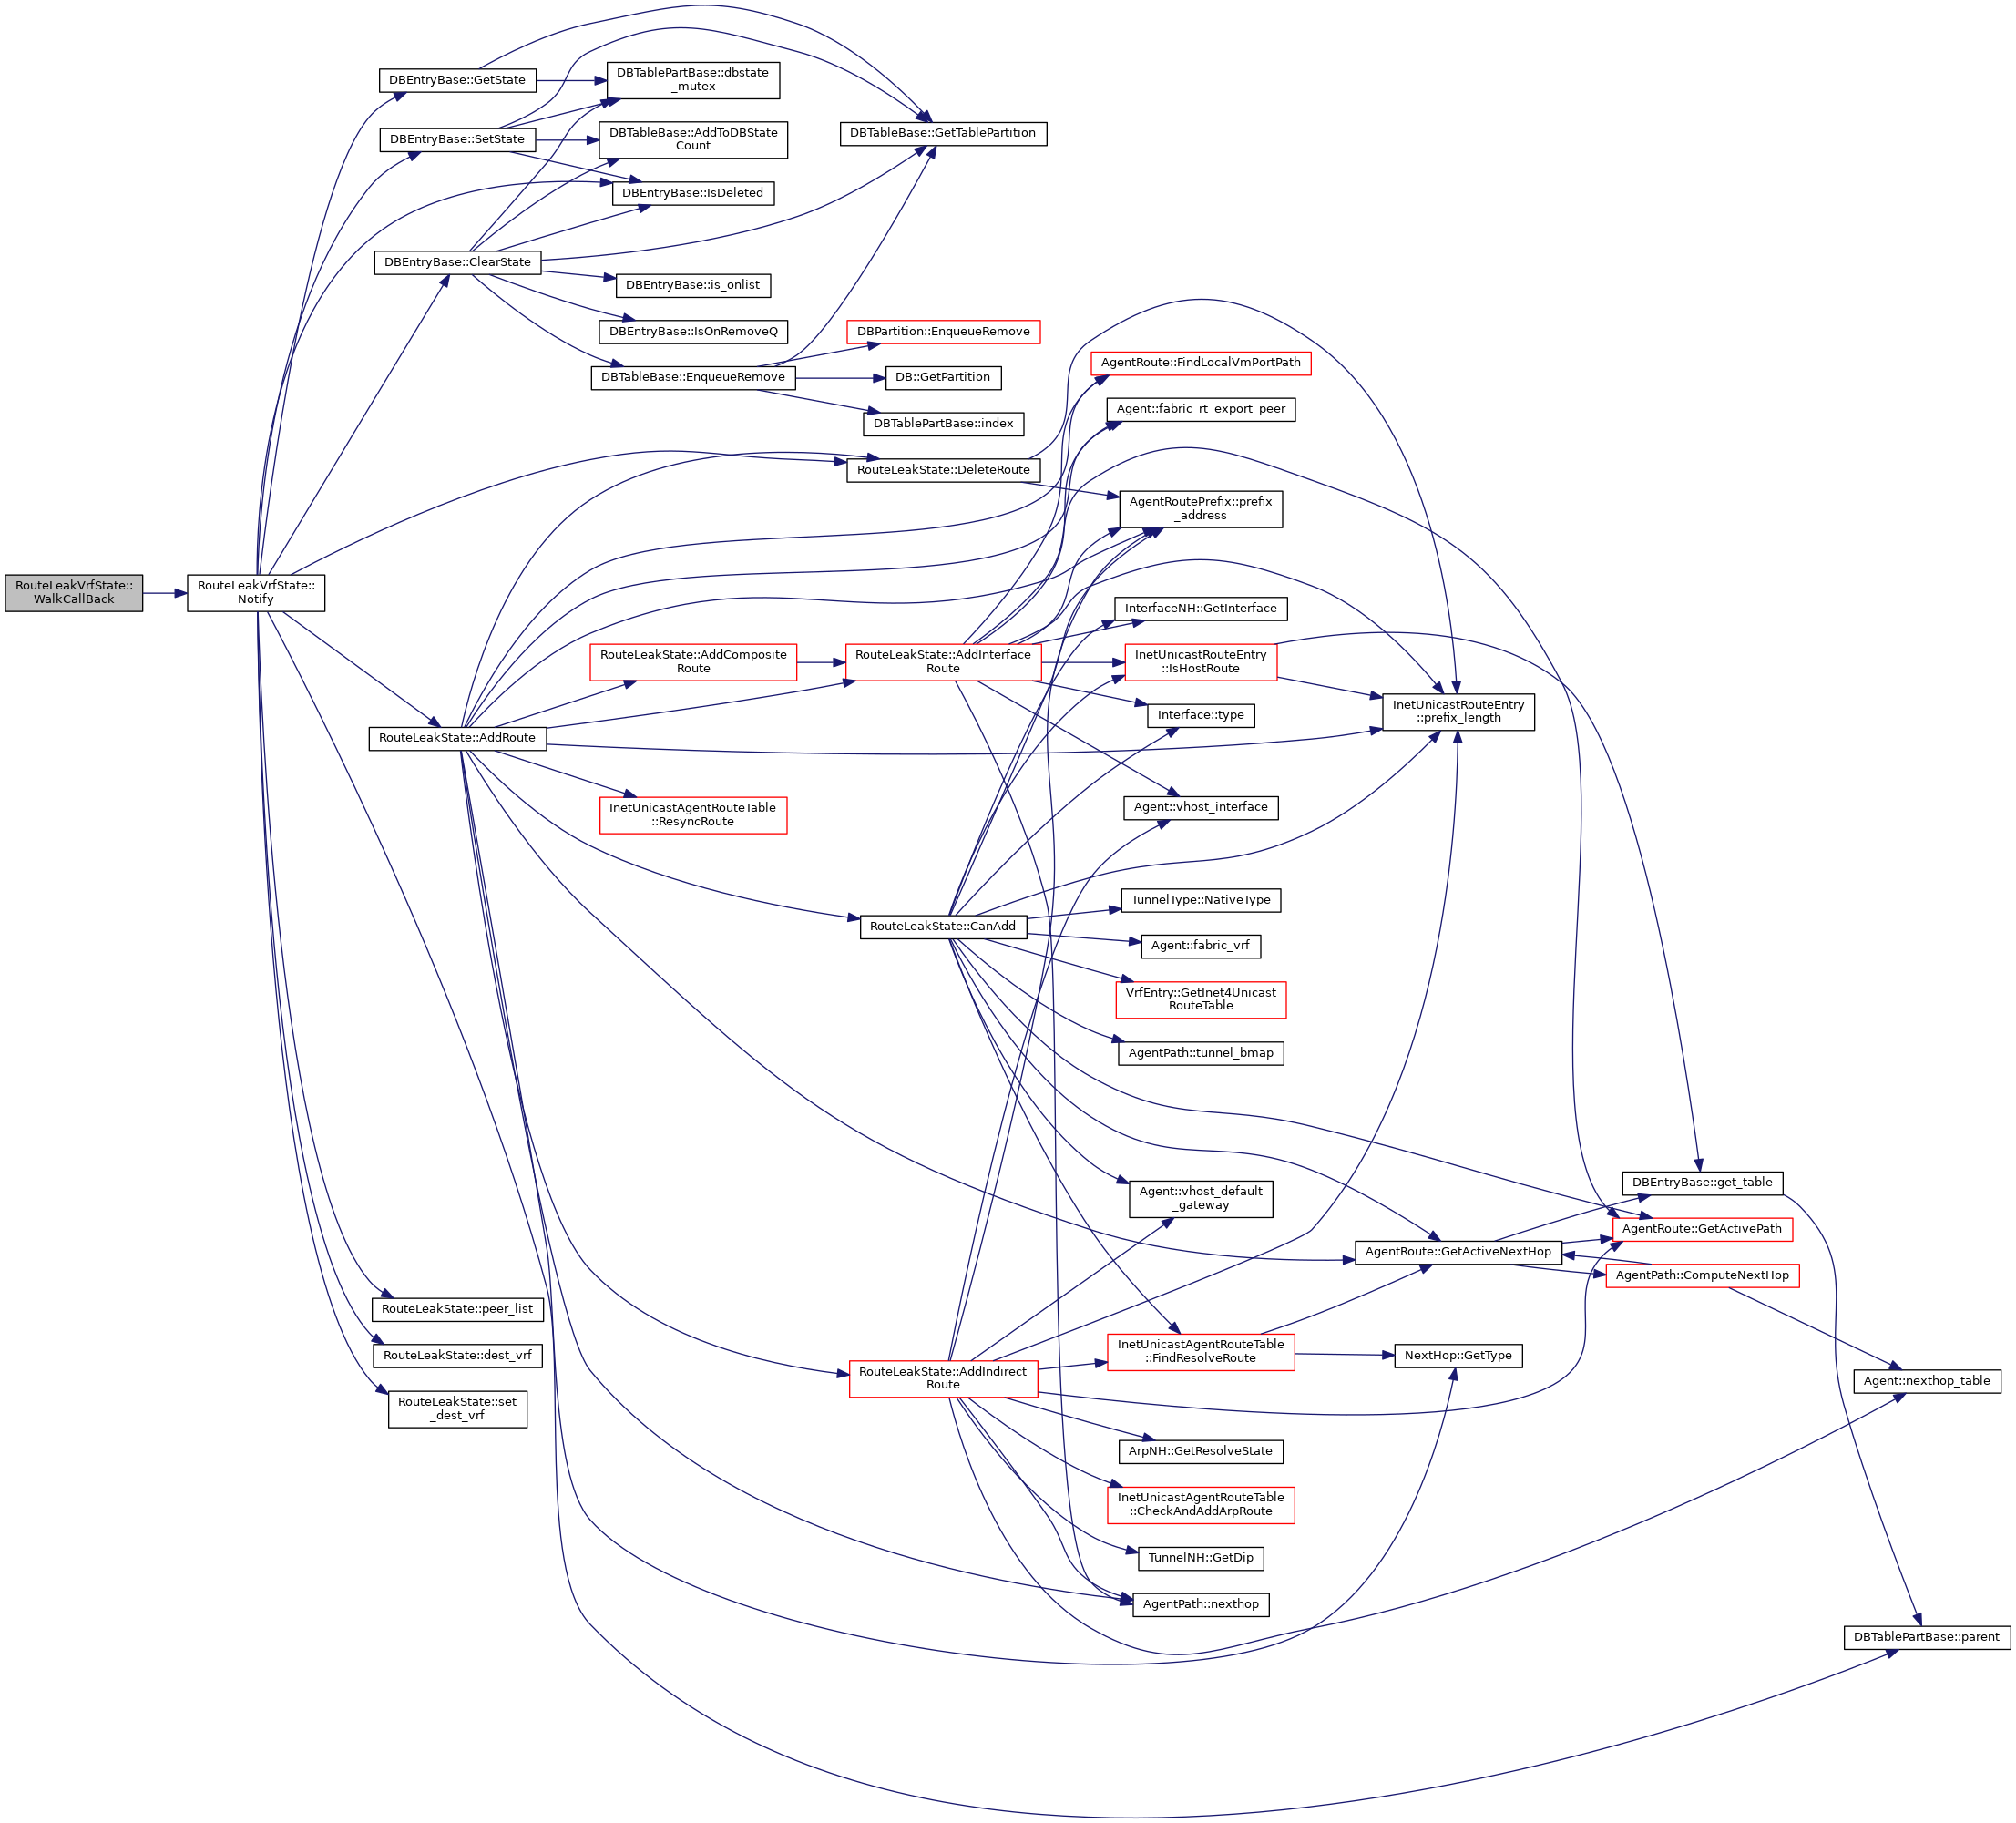 RouteLeakVrfState::
WalkCallBack
RouteLeakVrfState::
Notify
DBEntryBase::GetState
DBEntryBase::SetState
DBEntryBase::ClearState
RouteLeakState::AddRoute
RouteLeakState::peer_list
RouteLeakState::dest_vrf
RouteLeakState::set
_dest_vrf
DBTablePartBase::dbstate
_mutex
DBTableBase::AddToDBState
Count
DBEntryBase::IsDeleted
DBEntryBase::is_onlist
DBEntryBase::IsOnRemoveQ
DBTableBase::EnqueueRemove
RouteLeakState::AddComposite
Route
InetUnicastAgentRouteTable
::ResyncRoute
DBTableBase::GetTablePartition
DBPartition::EnqueueRemove
DB::GetPartition
DBTablePartBase::index
RouteLeakState::DeleteRoute
RouteLeakState::AddInterface
Route
RouteLeakState::CanAdd
RouteLeakState::AddIndirect
Route
AgentRoute::FindLocalVmPortPath
Agent::fabric_rt_export_peer
AgentRoutePrefix::prefix
_address
InterfaceNH::GetInterface
InetUnicastRouteEntry
::IsHostRoute
Interface::type
Agent::vhost_interface
TunnelType::NativeType
Agent::fabric_vrf
VrfEntry::GetInet4Unicast
RouteTable
AgentPath::tunnel_bmap
Agent::vhost_default
_gateway
InetUnicastAgentRouteTable
::FindResolveRoute
ArpNH::GetResolveState
InetUnicastAgentRouteTable
::CheckAndAddArpRoute
TunnelNH::GetDip
AgentPath::nexthop
InetUnicastRouteEntry
::prefix_length
AgentRoute::GetActiveNextHop
NextHop::GetType
DBEntryBase::get_table
AgentRoute::GetActivePath
AgentPath::ComputeNextHop
Agent::nexthop_table
DBTablePartBase::parent